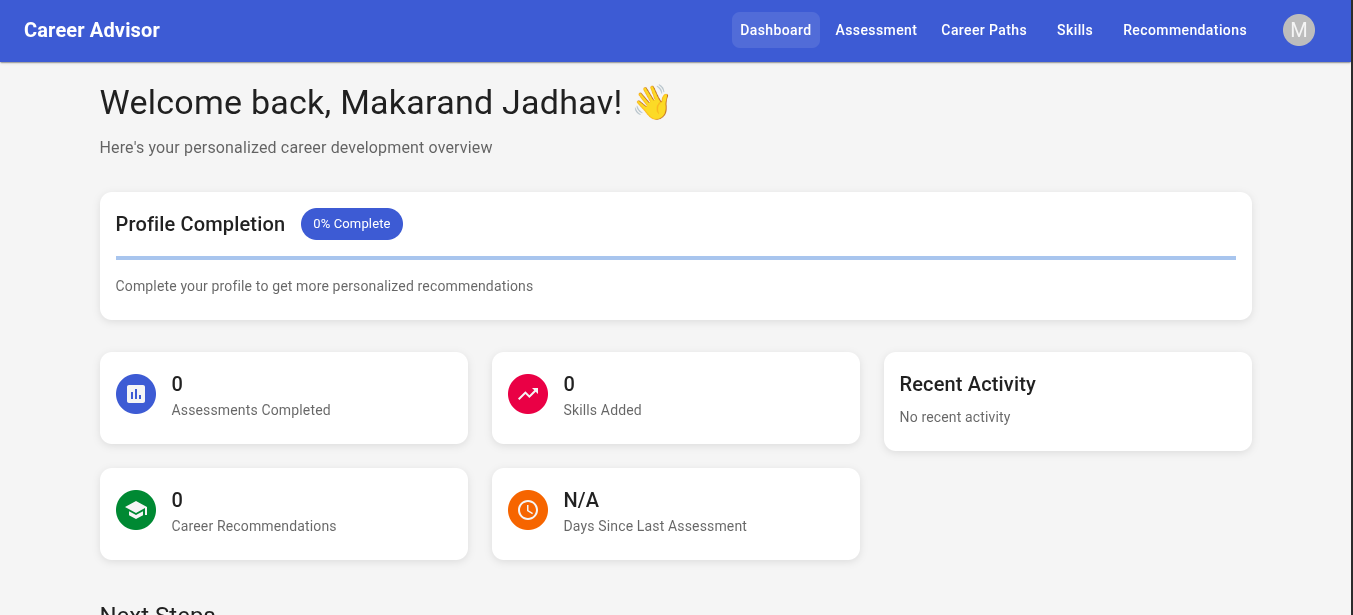 Career Advisor
Dashboard Assessment Career Paths Skills Recommendations M
Welcome back, Makarand Jadhav! 👋
Here's your personalized career development overview
Profile Completion 0% Complete
Complete your profile to get more personalized recommendations
0
Assessments Completed
0
Skills Added
Recent Activity
No recent activity
0
Career Recommendations
N/A
Days Since Last Assessment
Next Steps